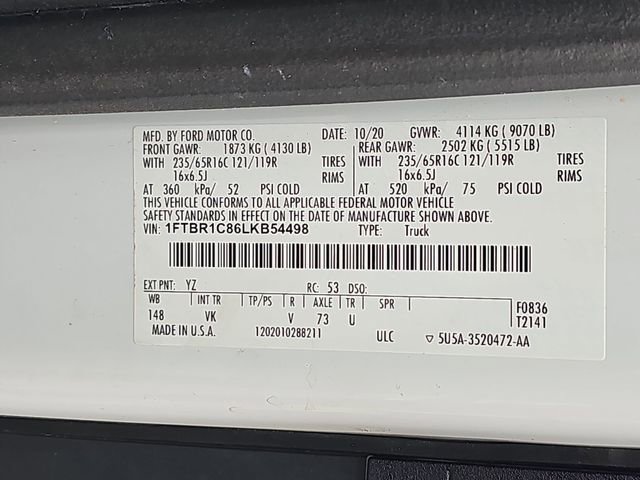 MFD. BY FORD MOTOR CO. DATE: 10/20 GVWR: 4114 KG ( 9070 LB)
FRONT GAWR: 1873 KG ( 4130 LB) REAR GAWR: 2502 KG ( 5515 LB)
WITH 235/65R16C 121/119R TIRES WITH 235/65R16C 121/119R TIRES
16x6.5J RIMS 16x6.5J RIMS
AT 360 kPa/ 52 PSI COLD AT 520 kPa/ 75 PSI COLD
THIS VEHICLE CONFORMS TO ALL APPLICABLE FEDERAL MOTOR VEHICLE
SAFETY STANDARDS IN EFFECT ON THE DATE OF MANUFACTURE SHOWN ABOVE.
VIN: 1FTBR1C86LKB54498 TYPE: Truck
EXT PNT: YZ RC: 53 DSO:
WB INT TR TP/PS R AXLE TR SPR F0836
148 VK V 73 U T2141
MADE IN U.S.A. 1202010288211 ULC ▽ 5U5A-3520472-AA